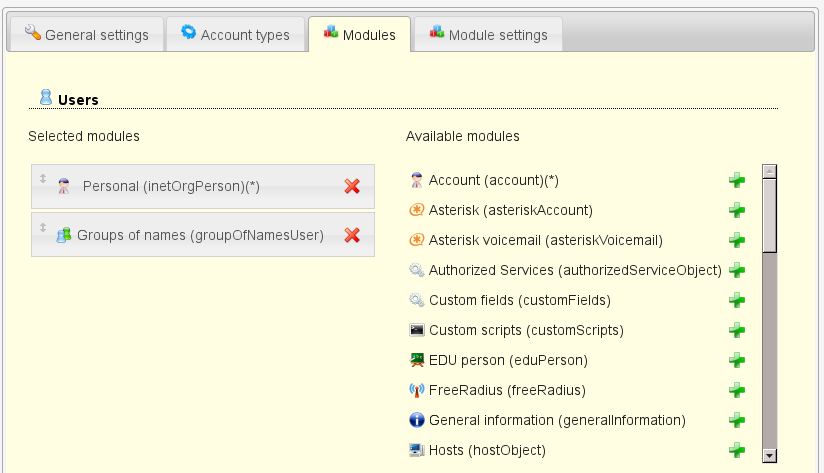 General settings
Account types
Modules
Module settings
Users
Selected modules
Available modules
Personal (inetOrgPerson)(*)
Groups of names (groupOfNamesUser)
Account (account)(*)
Asterisk (asteriskAccount)
Asterisk voicemail (asteriskVoicemail)
Authorized Services (authorizedServiceObject)
Custom fields (customFields)
Custom scripts (customScripts)
EDU person (eduPerson)
FreeRadius (freeRadius)
General information (generalInformation)
Hosts (hostObject)